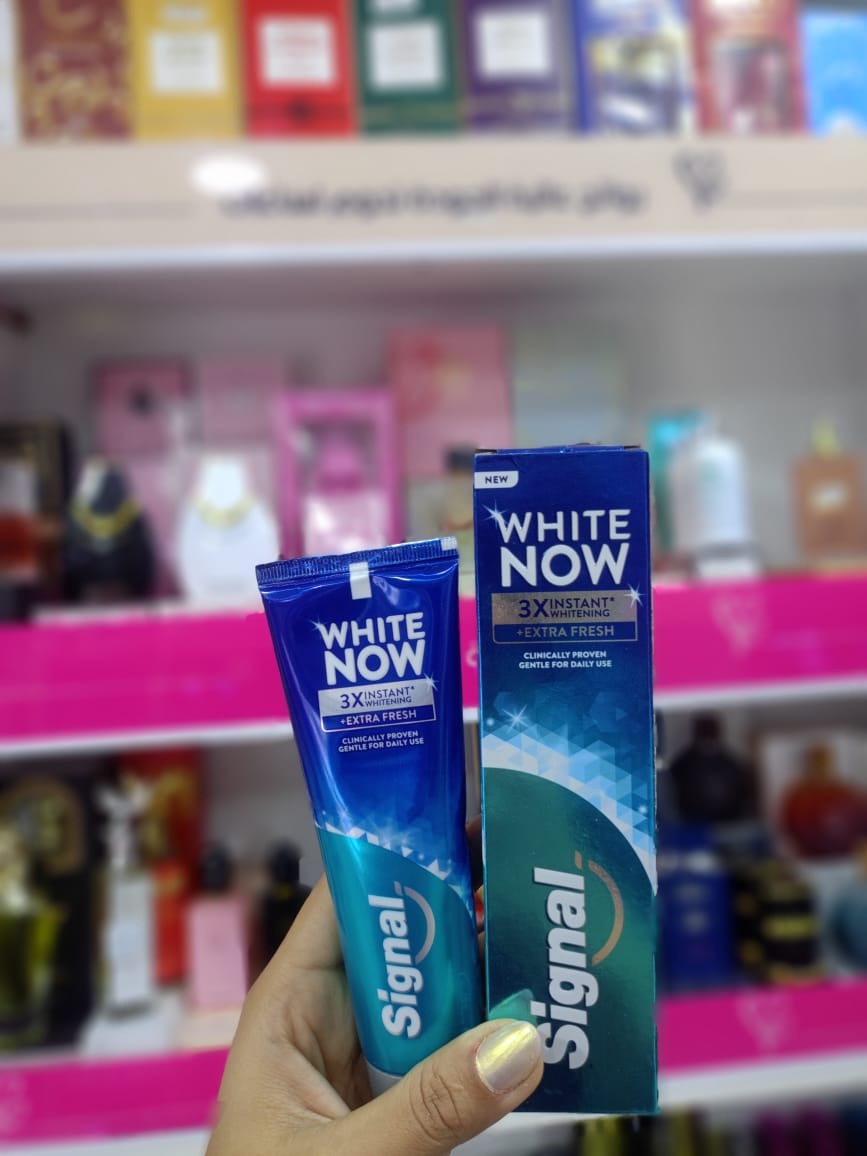 WHITE
NOW
3X INSTANT*
WHITENING
+EXTRA FRESH
CLINICALLY PROVEN
GENTLE FOR DAILY USE
Signal
NEW
WHITE
NOW
3X INSTANT*
WHITENING
+EXTRA FRESH
CLINICALLY PROVEN
GENTLE FOR DAILY USE
Signal